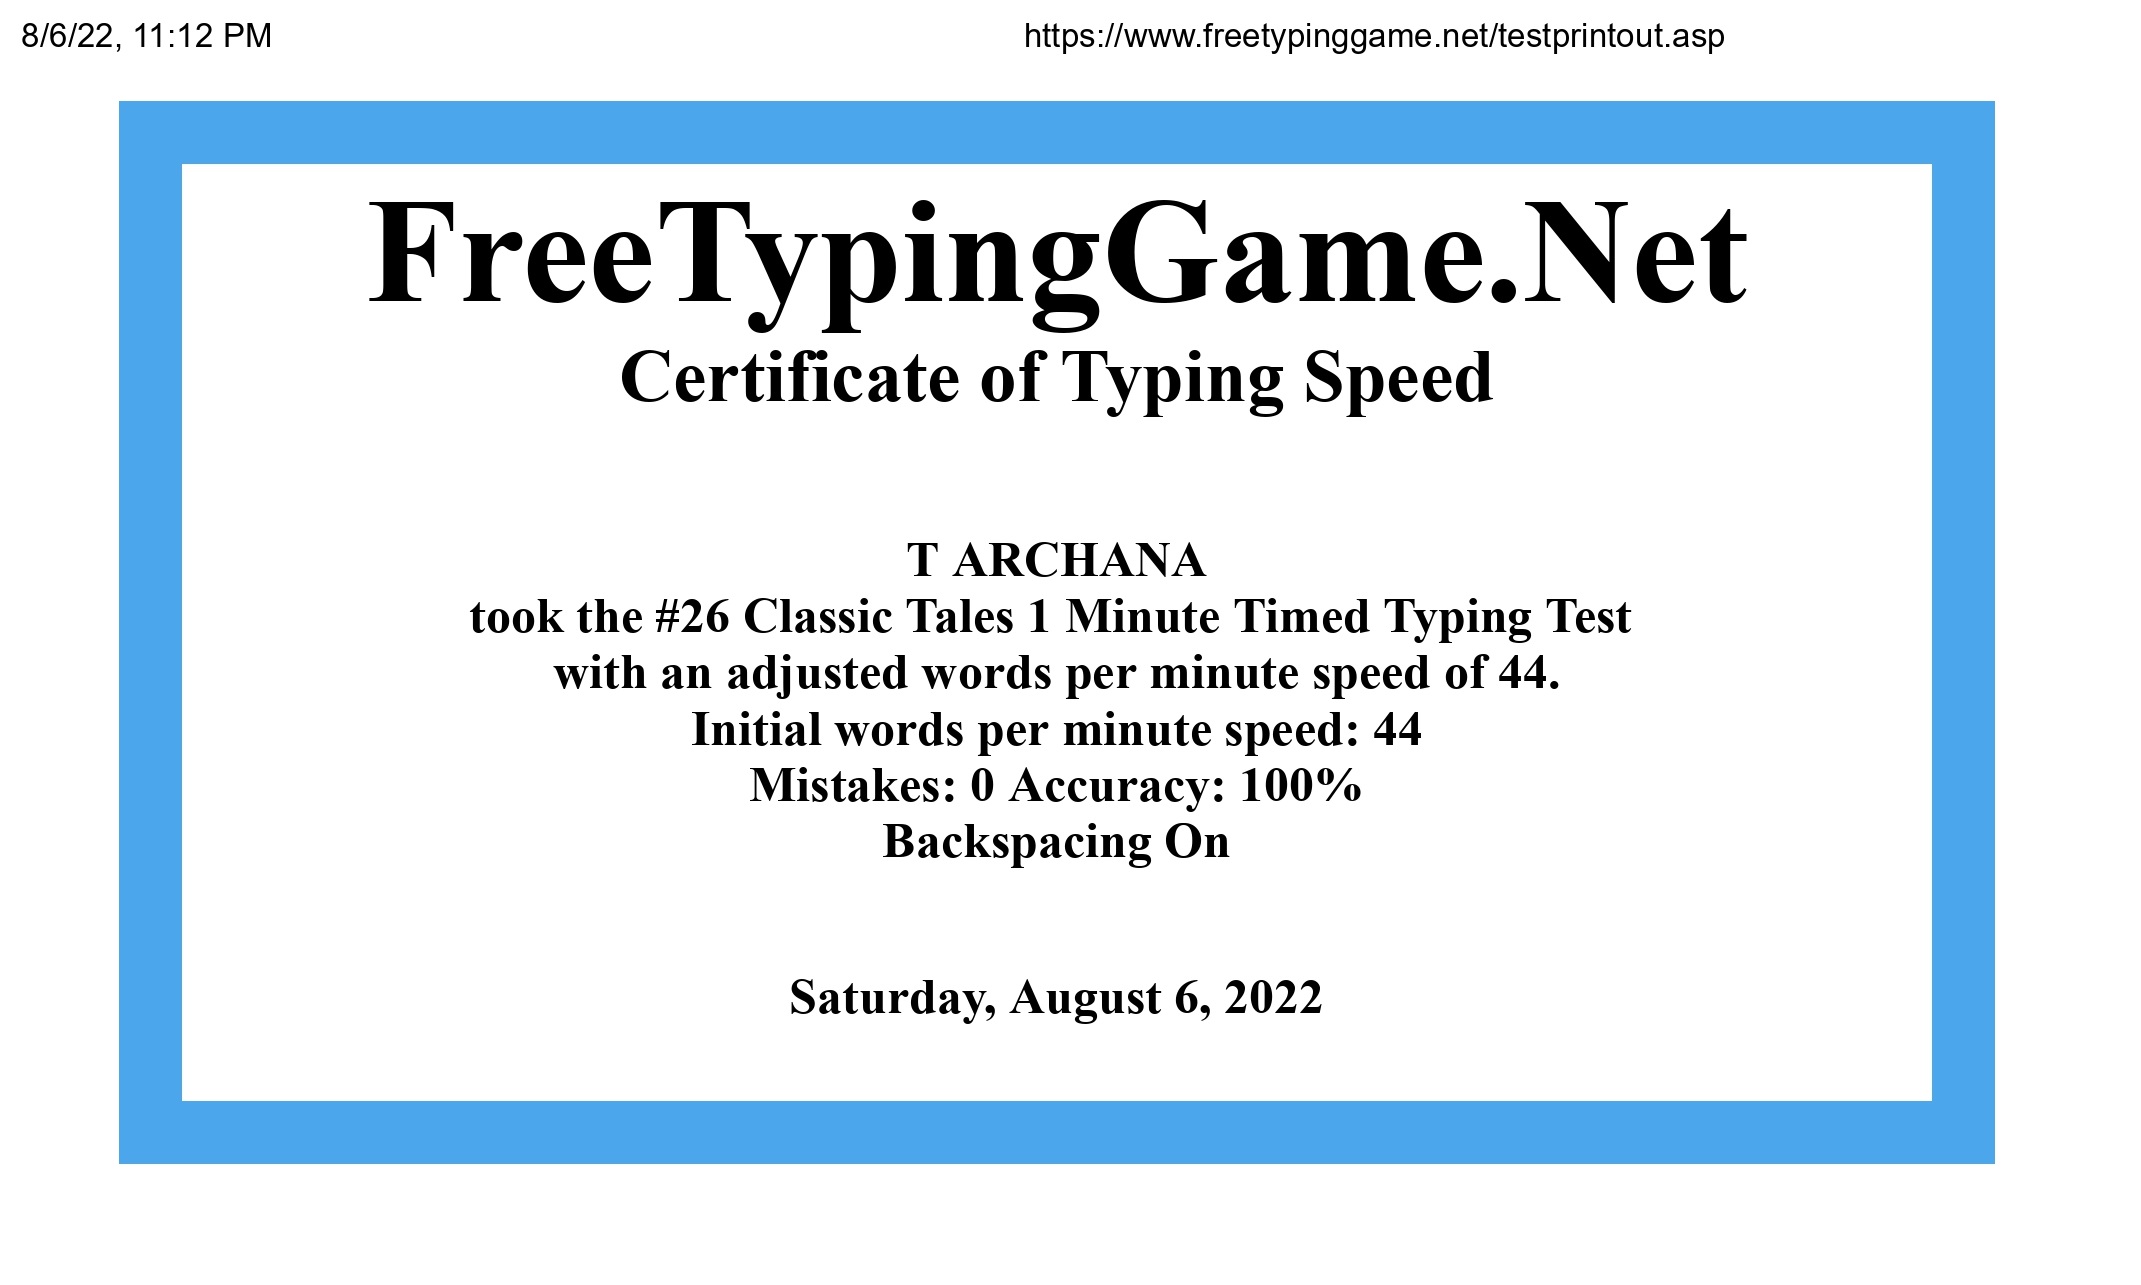 8/6/22, 11:12 PM https://www.freetypinggame.net/testprintout.asp
FreeTypingGame.Net
Certificate of Typing Speed
T ARCHANA
took the #26 Classic Tales 1 Minute Timed Typing Test
with an adjusted words per minute speed of 44.
Initial words per minute speed: 44
Mistakes: 0 Accuracy: 100%
Backspacing On
Saturday, August 6, 2022